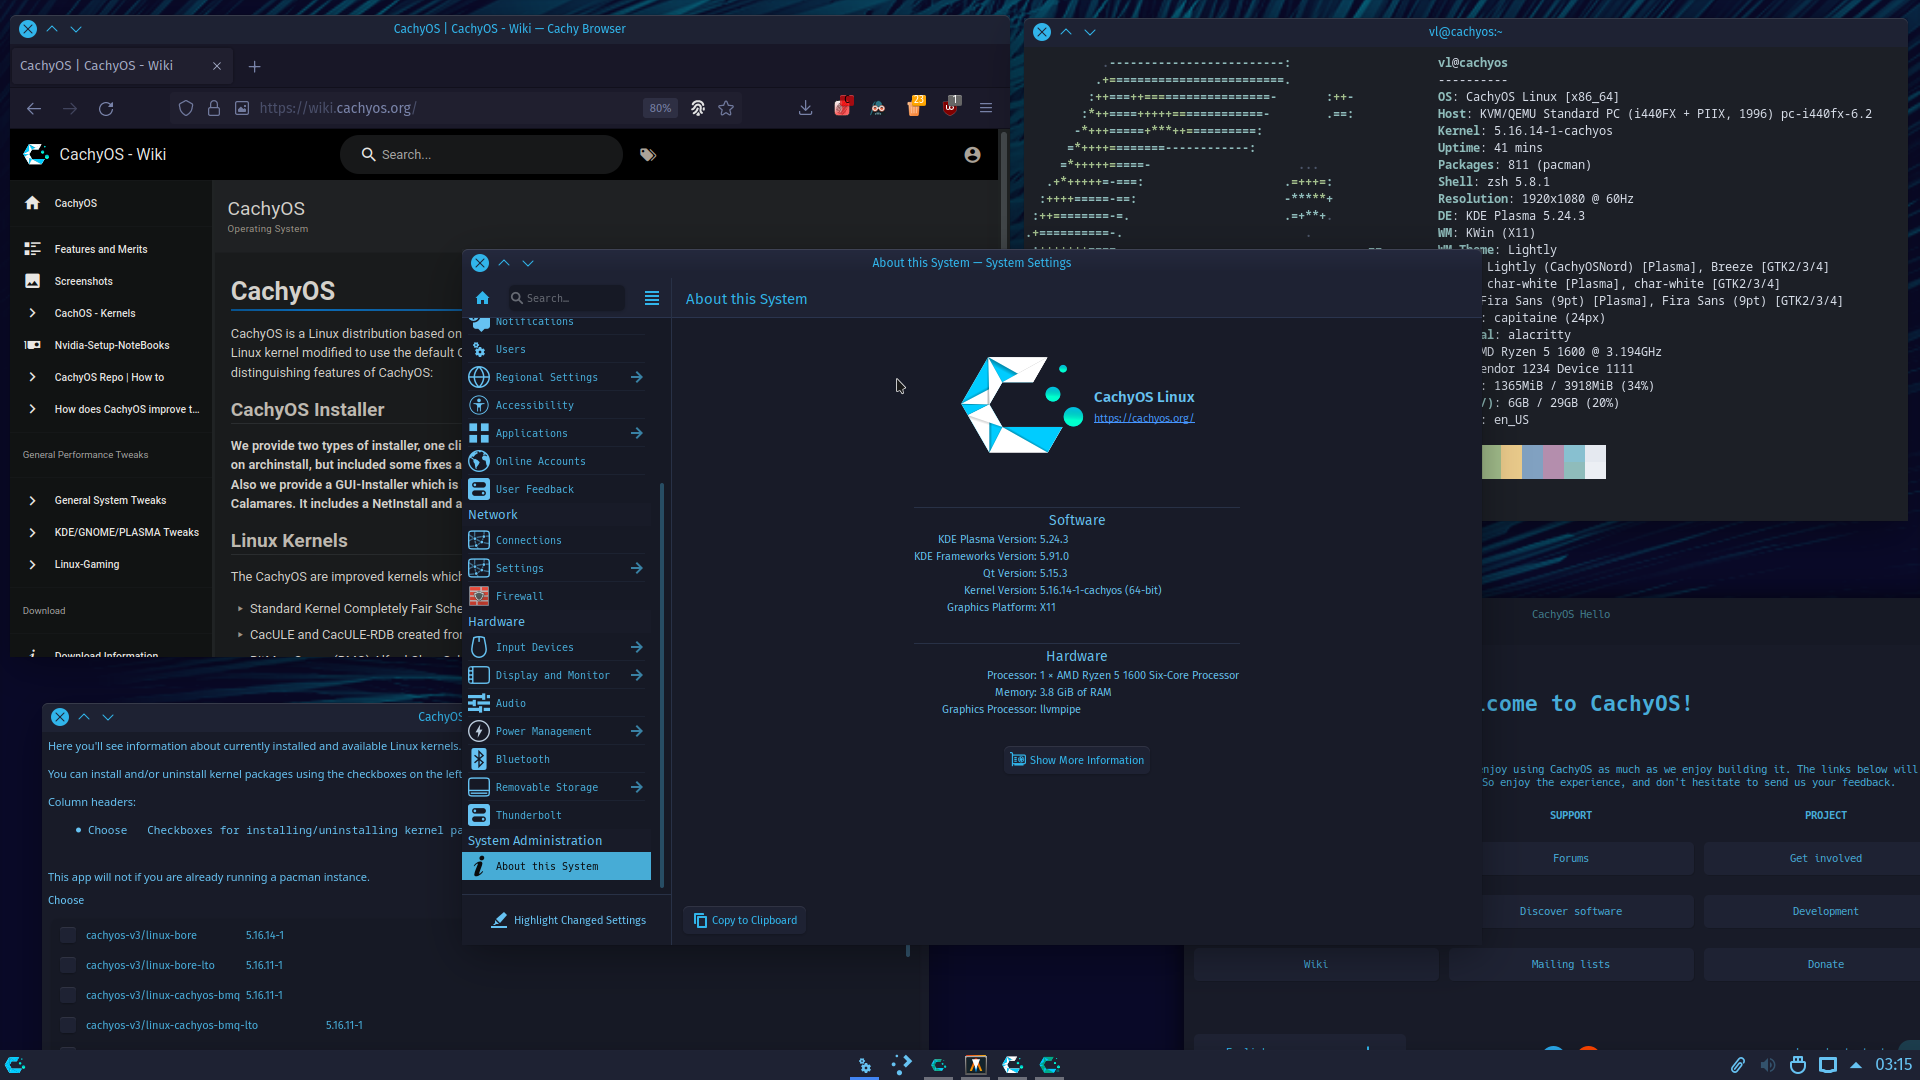 CachyOS | CachyOS - Wiki — Cachy Browser
CachyOS | CachyOS - Wiki
https://wiki.cachyos.org/
80%
23
1
CachyOS - Wiki
Search...
CachyOS
Features and Merits
Screenshots
CachOS - Kernels
Nvidia-Setup-NoteBooks
CachyOS Repo | How to
How does CachyOS improve t...
General Performance Tweaks
General System Tweaks
KDE/GNOME/PLASMA Tweaks
Linux-Gaming
Download
Download Information
CachyOS
Operating System
CachyOS
CachyOS is a Linux distribution based on
Linux kernel modified to use the default
distinguishing features of CachyOS:
CachyOS Installer
We provide two types of installer, one cli
on archinstall, but included some fixes a
Also we provide a GUI-Installer which is
Calamares. It includes a NetInstall and a
Linux Kernels
The CachyOS are improved kernels which
Standard Kernel Completely Fair Sche
CacULE and CacULE-RDB created from
vl@cachyos:~
vl@cachyos
----------
OS: CachyOS Linux [x86_64]
Host: KVM/QEMU Standard PC (i440FX + PIIX, 1996) pc-i440fx-6.2
Kernel: 5.16.14-1-cachyos
Uptime: 41 mins
Packages: 811 (pacman)
Shell: zsh 5.8.1
Resolution: 1920x1080 @ 60Hz
DE: KDE Plasma 5.24.3
WM: KWin (X11)
WM Theme: Lightly
Lightly (CachyOSNord) [Plasma], Breeze [GTK2/3/4]
char-white [Plasma], char-white [GTK2/3/4]
Fira Sans (9pt) [Plasma], Fira Sans (9pt) [GTK2/3/4]
: capitaine (24px)
al: alacritty
MD Ryzen 5 1600 @ 3.194GHz
endor 1234 Device 1111
: 1365MiB / 3918MiB (34%)
/): 6GB / 29GB (20%)
: en_US
About this System — System Settings
Search...
About this System
Notifications
Users
Regional Settings
Accessibility
Applications
Online Accounts
User Feedback
Network
Connections
Settings
Firewall
Hardware
Input Devices
Display and Monitor
Audio
Power Management
Bluetooth
Removable Storage
Thunderbolt
System Administration
About this System
Highlight Changed Settings
CachyOS Linux
https://cachyos.org/
Software
KDE Plasma Version: 5.24.3
KDE Frameworks Version: 5.91.0
Qt Version: 5.15.3
Kernel Version: 5.16.14-1-cachyos (64-bit)
Graphics Platform: X11
Hardware
Processor: 1 × AMD Ryzen 5 1600 Six-Core Processor
Memory: 3.8 GiB of RAM
Graphics Processor: llvmpipe
Show More Information
Copy to Clipboard
CachyOS
Here you'll see information about currently installed and available Linux kernels.
You can install and/or uninstall kernel packages using the checkboxes on the left
Column headers:
• Choose Checkboxes for installing/uninstalling kernel pa
This app will not if you are already running a pacman instance.
Choose
cachyos-v3/linux-bore 5.16.14-1
cachyos-v3/linux-bore-lto 5.16.11-1
cachyos-v3/linux-cachyos-bmq 5.16.11-1
cachyos-v3/linux-cachyos-bmq-lto 5.16.11-1
CachyOS Hello
lcome to CachyOS!
enjoy using CachyOS as much as we enjoy building it. The links below will
So enjoy the experience, and don't hesitate to send us your feedback.
SUPPORT
PROJECT
Forums
Get involved
Discover software
Development
Wiki
Mailing lists
Donate
03:15